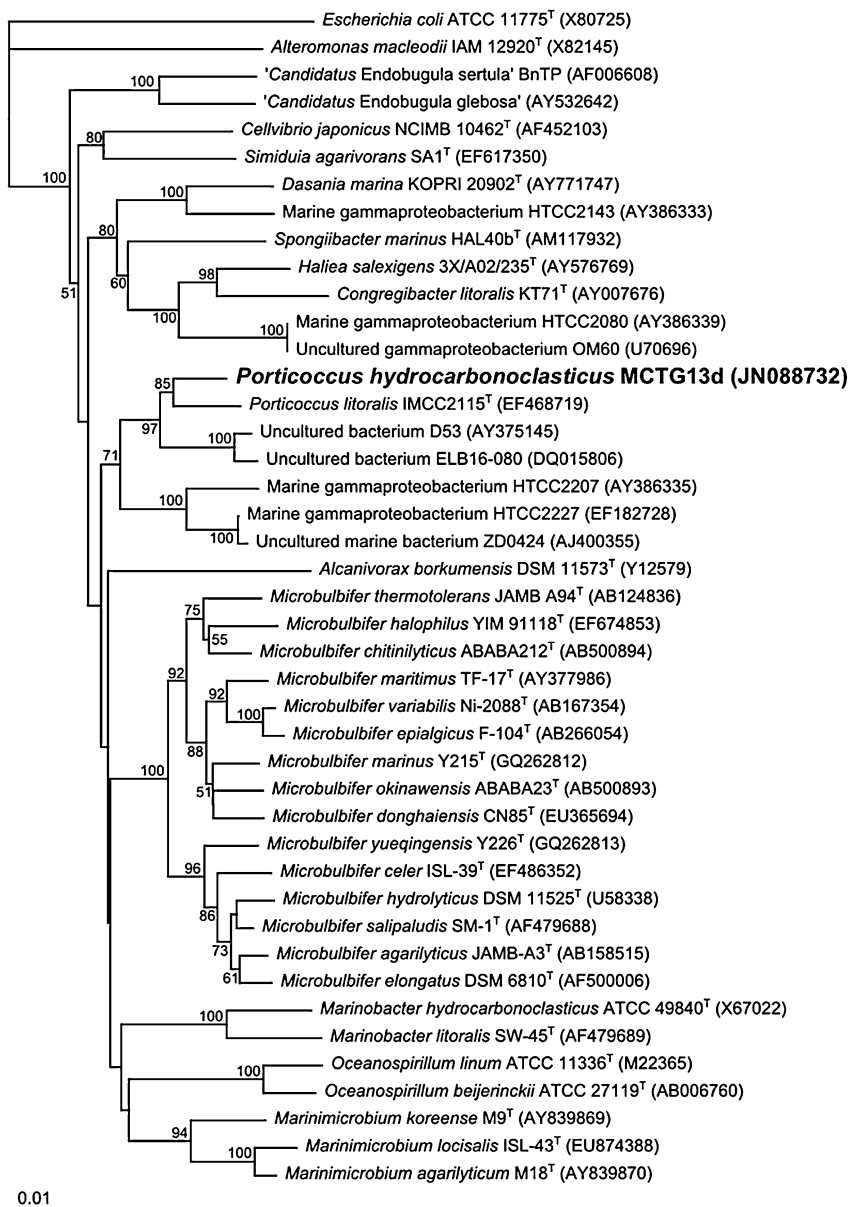 Escherichia coli ATCC 11775T (X80725)
Alteromonas macleodii IAM 12920T (X82145)
'Candidatus Endobugula sertula' BnTP (AF006608)
100
'Candidatus Endobugula glebosa' (AY532642)
Cellvibrio japonicus NCIMB 10462T (AF452103)
80
Simiduia agarivorans SA1T (EF617350)
100
Dasania marina KOPRI 20902T (AY771747)
100
Marine gammaproteobacterium HTCC2143 (AY386333)
80
Spongiibacter marinus HAL40bT (AM117932)
Haliea salexigens 3X/A02/235T (AY576769)
98
60
51
Congregibacter litoralis KT71T (AY007676)
100
Marine gammaproteobacterium HTCC2080 (AY386339)
100
Uncultured gammaproteobacterium OM60 (U70696)
Porticoccus hydrocarbonoclasticus MCTG13d (JN088732)
85
Porticoccus litoralis IMCC2115T (EF468719)
97
Uncultured bacterium D53 (AY375145)
100
71
Uncultured bacterium ELB16-080 (DQ015806)
Marine gammaproteobacterium HTCC2207 (AY386335)
100
Marine gammaproteobacterium HTCC2227 (EF182728)
100
Uncultured marine bacterium ZD0424 (AJ400355)
Alcanivorax borkumensis DSM 11573T (Y12579)
Microbulbifer thermotolerans JAMB A94T (AB124836)
75
Microbulbifer halophilus YIM 91118T (EF674853)
55
Microbulbifer chitinilyticus ABABA212T (AB500894)
92
Microbulbifer maritimus TF-17T (AY377986)
92
Microbulbifer variabilis Ni-2088T (AB167354)
100
Microbulbifer epialgicus F-104T (AB266054)
88
Microbulbifer marinus Y215T (GQ262812)
100
Microbulbifer okinawensis ABABA23T (AB500893)
51
Microbulbifer donghaiensis CN85T (EU365694)
Microbulbifer yueqingensis Y226T (GQ262813)
96
Microbulbifer celer ISL-39T (EF486352)
Microbulbifer hydrolyticus DSM 11525T (U58338)
86
Microbulbifer salipaludis SM-1T (AF479688)
73
Microbulbifer agarilyticus JAMB-A3T (AB158515)
61
Microbulbifer elongatus DSM 6810T (AF500006)
Marinobacter hydrocarbonoclasticus ATCC 49840T (X67022)
100
Marinobacter litoralis SW-45T (AF479689)
Oceanospirillum linum ATCC 11336T (M22365)
100
Oceanospirillum beijerinckii ATCC 27119T (AB006760)
Marinimicrobium koreense M9T (AY839869)
94
Marinimicrobium locisalis ISL-43T (EU874388)
100
Marinimicrobium agarilyticum M18T (AY839870)
0.01